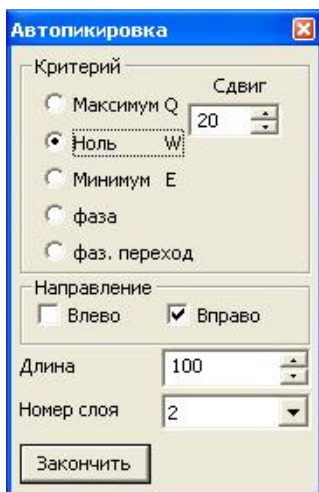 Автопикировка
Критерий
Сдвиг
Максимум Q
20
Ноль W
Минимум E
фаза
фаз. переход
Направление
Влево Вправо
Длина 100
Номер слоя 2
Закончить